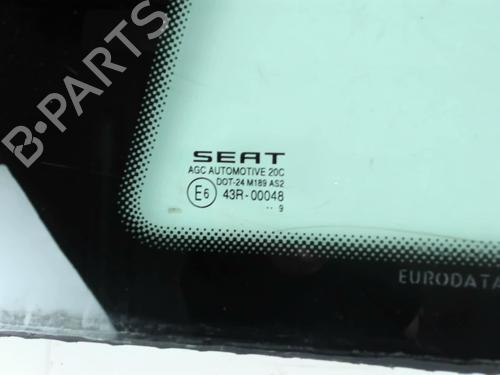 B-PARTS
SEAT
AGC AUTOMOTIVE 20C
DOT-24 M189 AS2
E6 43R-00048
.. 9
EURODATA